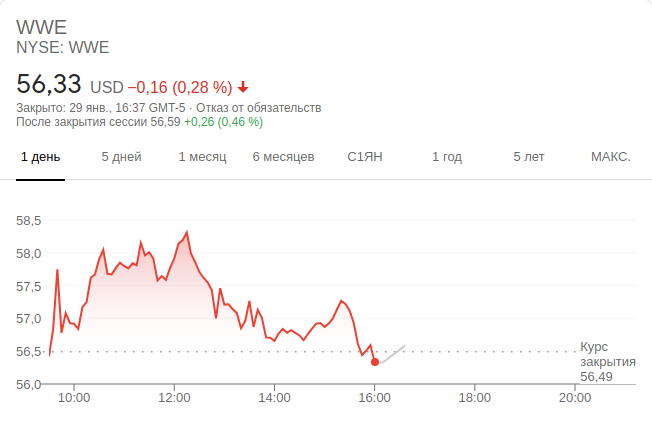 WWE
NYSE: WWE
56,33 USD −0,16 (0,28 %)
Закрыто: 29 янв., 16:37 GMT-5 · Отказ от обязательств
После закрытия сессии 56,59 +0,26 (0,46 %)
1 день 5 дней 1 месяц 6 месяцев С1ЯН 1 год 5 лет МАКС.
58,5
58,0
57,5
57,0
56,5
Курс
закрытия
56,49
56,0
10:00 12:00 14:00 16:00 18:00 20:00